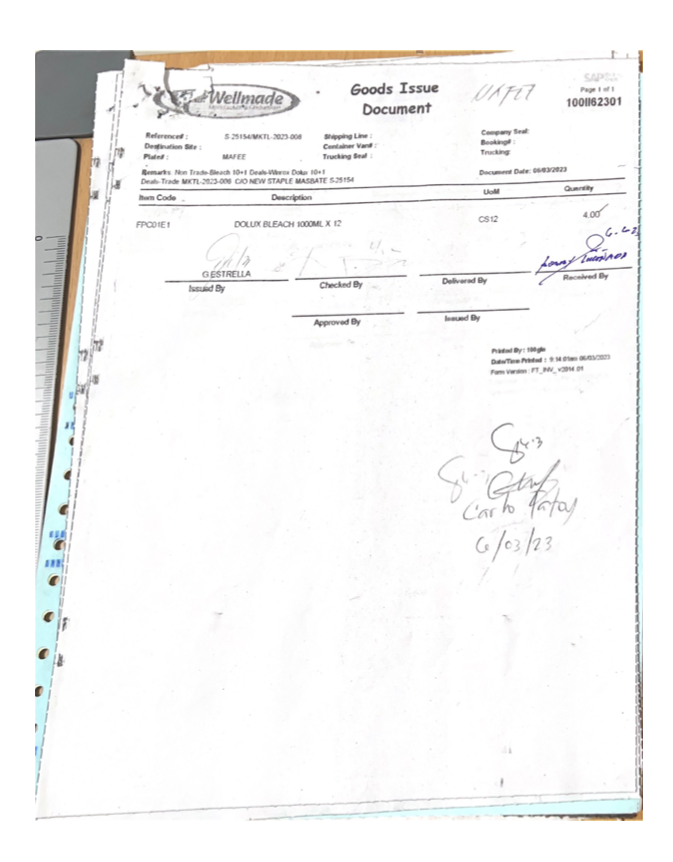 Wellmade
Goods Issue
Document
Page 1 of 1
100II62301
Reference# : S-25154/MKTL-2023-008 Shipping Line : Company Seal:
Destination Site : Container Van# : Booking# :
Plate# : MAFEE Trucking Seal : Trucking:
Remarks Non Trade-Bleach 10+1 Deals-Winrox Dolux 10+1 Document Date: 06/03/2023
Deals-Trade MKTL-2023-008 C/O NEW STAPLE MASBATE S-25154
Item Code Description UoM Quantity
FPC01E1 DOLUX BLEACH 1000ML X 12 CS12 4.00
G.ESTRELLA
Issued By Checked By Delivered By Received By
Approved By Issued By
Printed By : 100gle
Date/Time Printed : 9:14:01am 06/03/2023
Form Version : FT_INV_v2014.01
Carlo
6/03/23